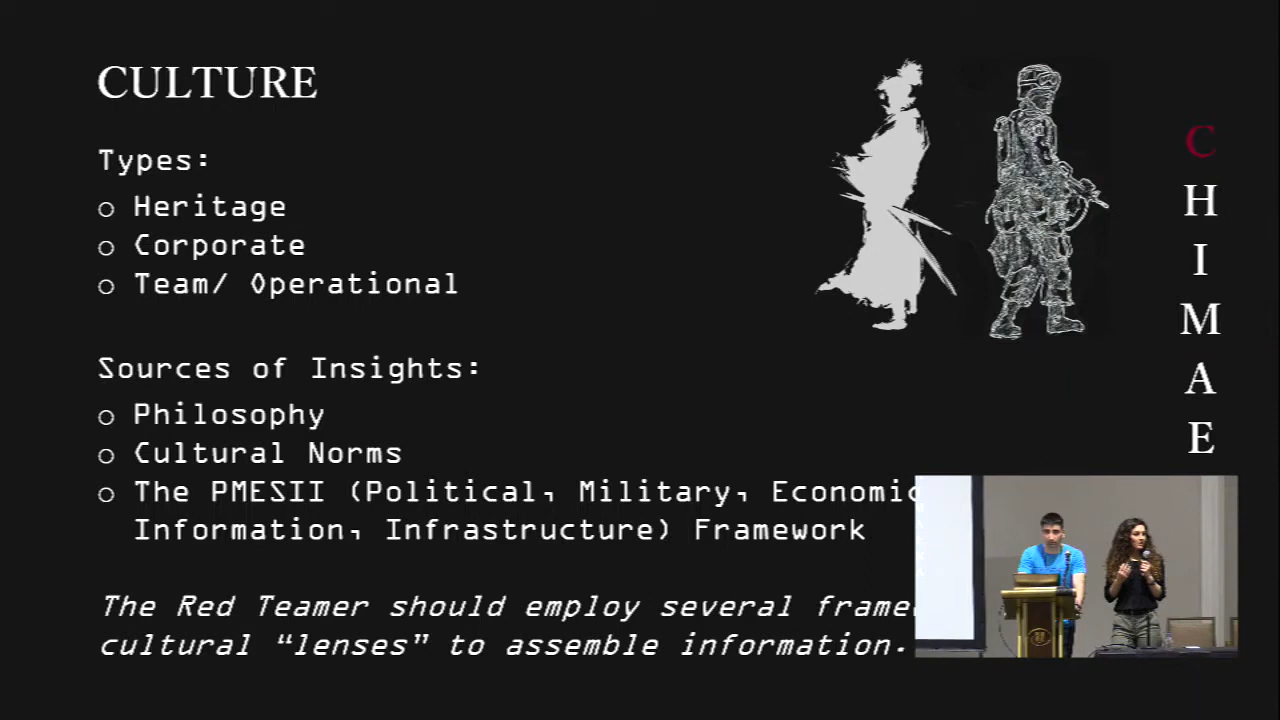 CULTURE
Types:
○ Heritage
○ Corporate
○ Team/ Operational
Sources of Insights:
○ Philosophy
○ Cultural Norms
○ The PMESII (Political, Military, Economic
Information, Infrastructure) Framework
The Red Teamer should employ several
cultural “lenses” to assemble information.
C
H
I
M
A
E